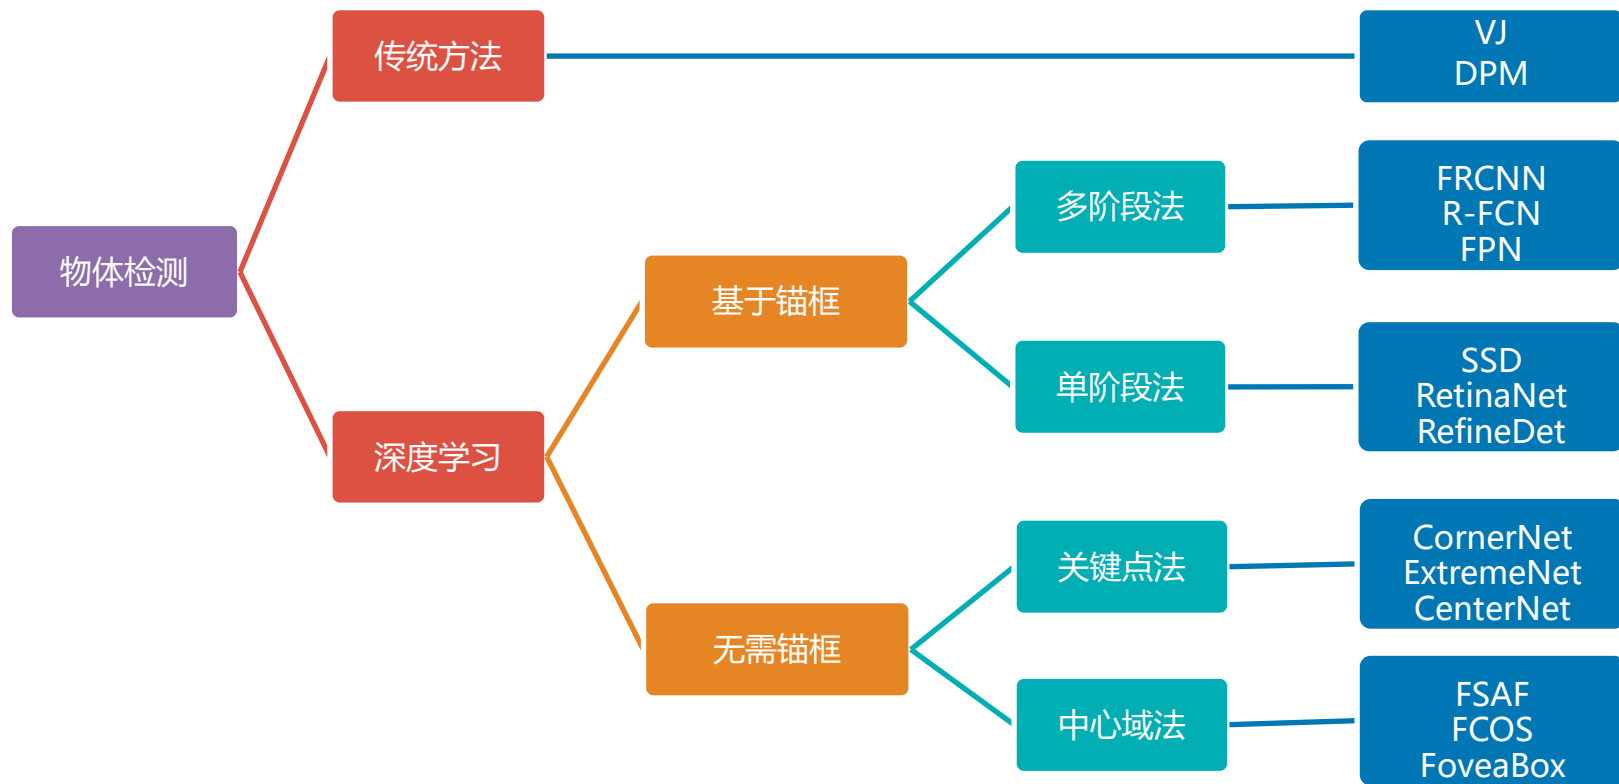 物体检测
传统方法
VJ
DPM
深度学习
基于锚框
多阶段法
FRCNN
R-FCN
FPN
单阶段法
SSD
RetinaNet
RefineDet
无需锚框
关键点法
CornerNet
ExtremeNet
CenterNet
中心域法
FSAF
FCOS
FoveaBox